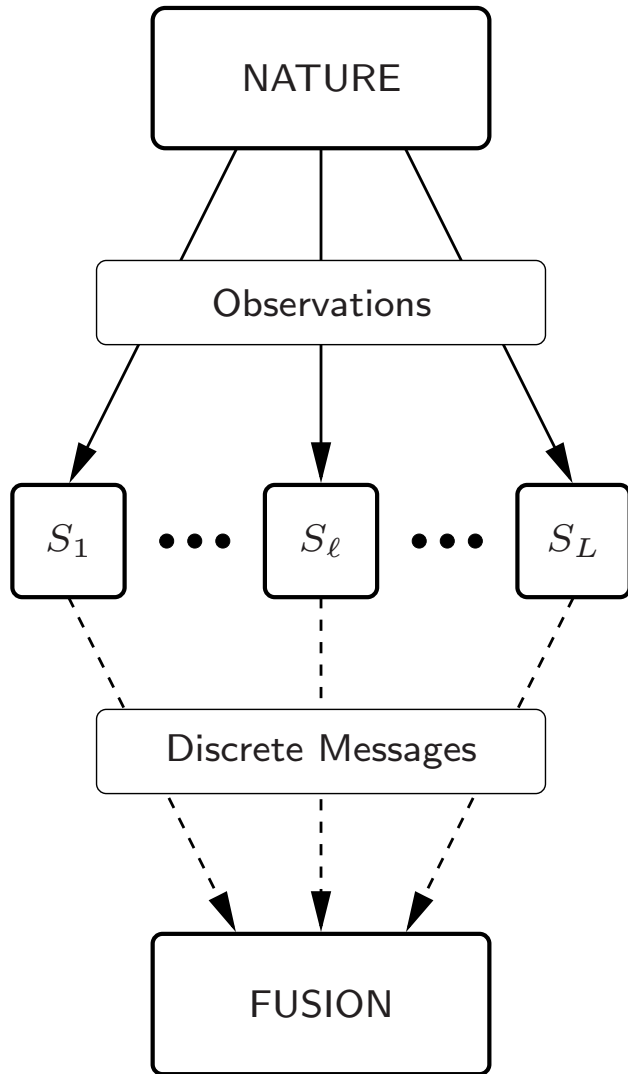 NATURE
Observations
S₁ ••• S_ℓ ••• S_L
Discrete Messages
FUSION